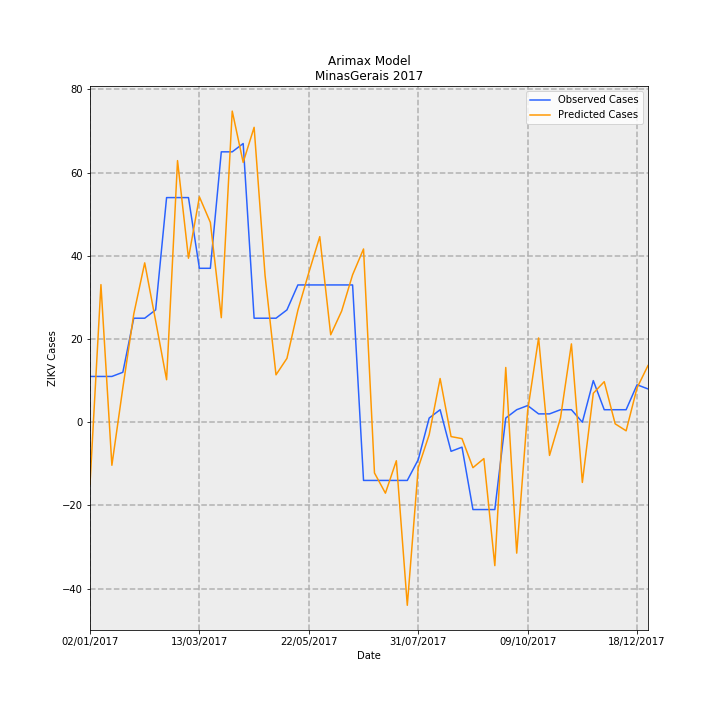 Arimax Model
MinasGerais 2017
Observed Cases
Predicted Cases
ZIKV Cases
80
60
40
20
0
−20
−40
02/01/2017
13/03/2017
22/05/2017
31/07/2017
09/10/2017
18/12/2017
Date